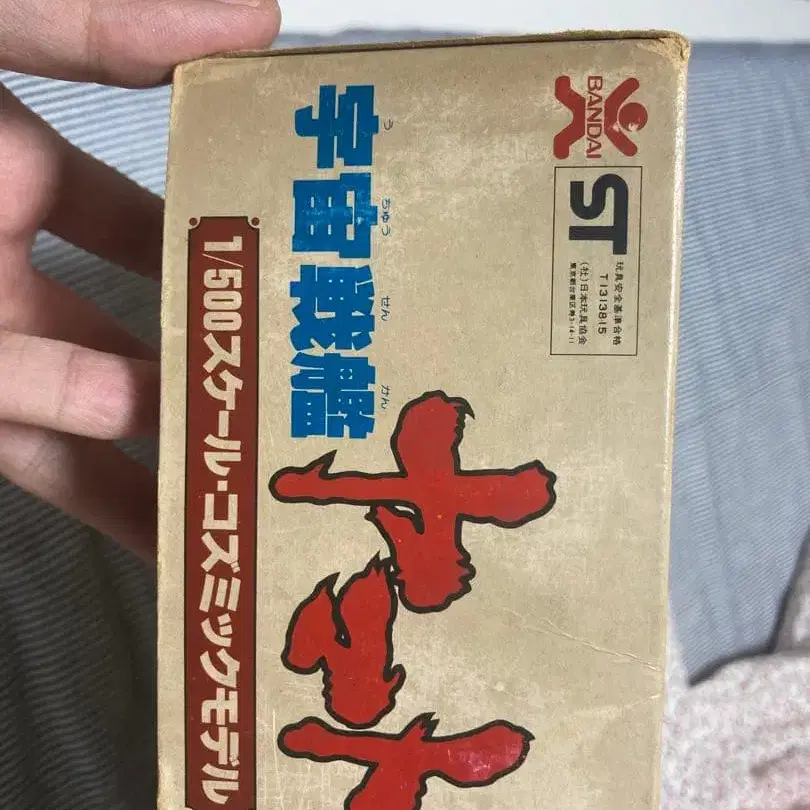 BANDAI
ST
玩具安全基準合格
T1313815
(社)日本玩具協会
う ちゅう せん かん
宇宙戦艦
ヤマト
1/500スケール・コズミックモデル